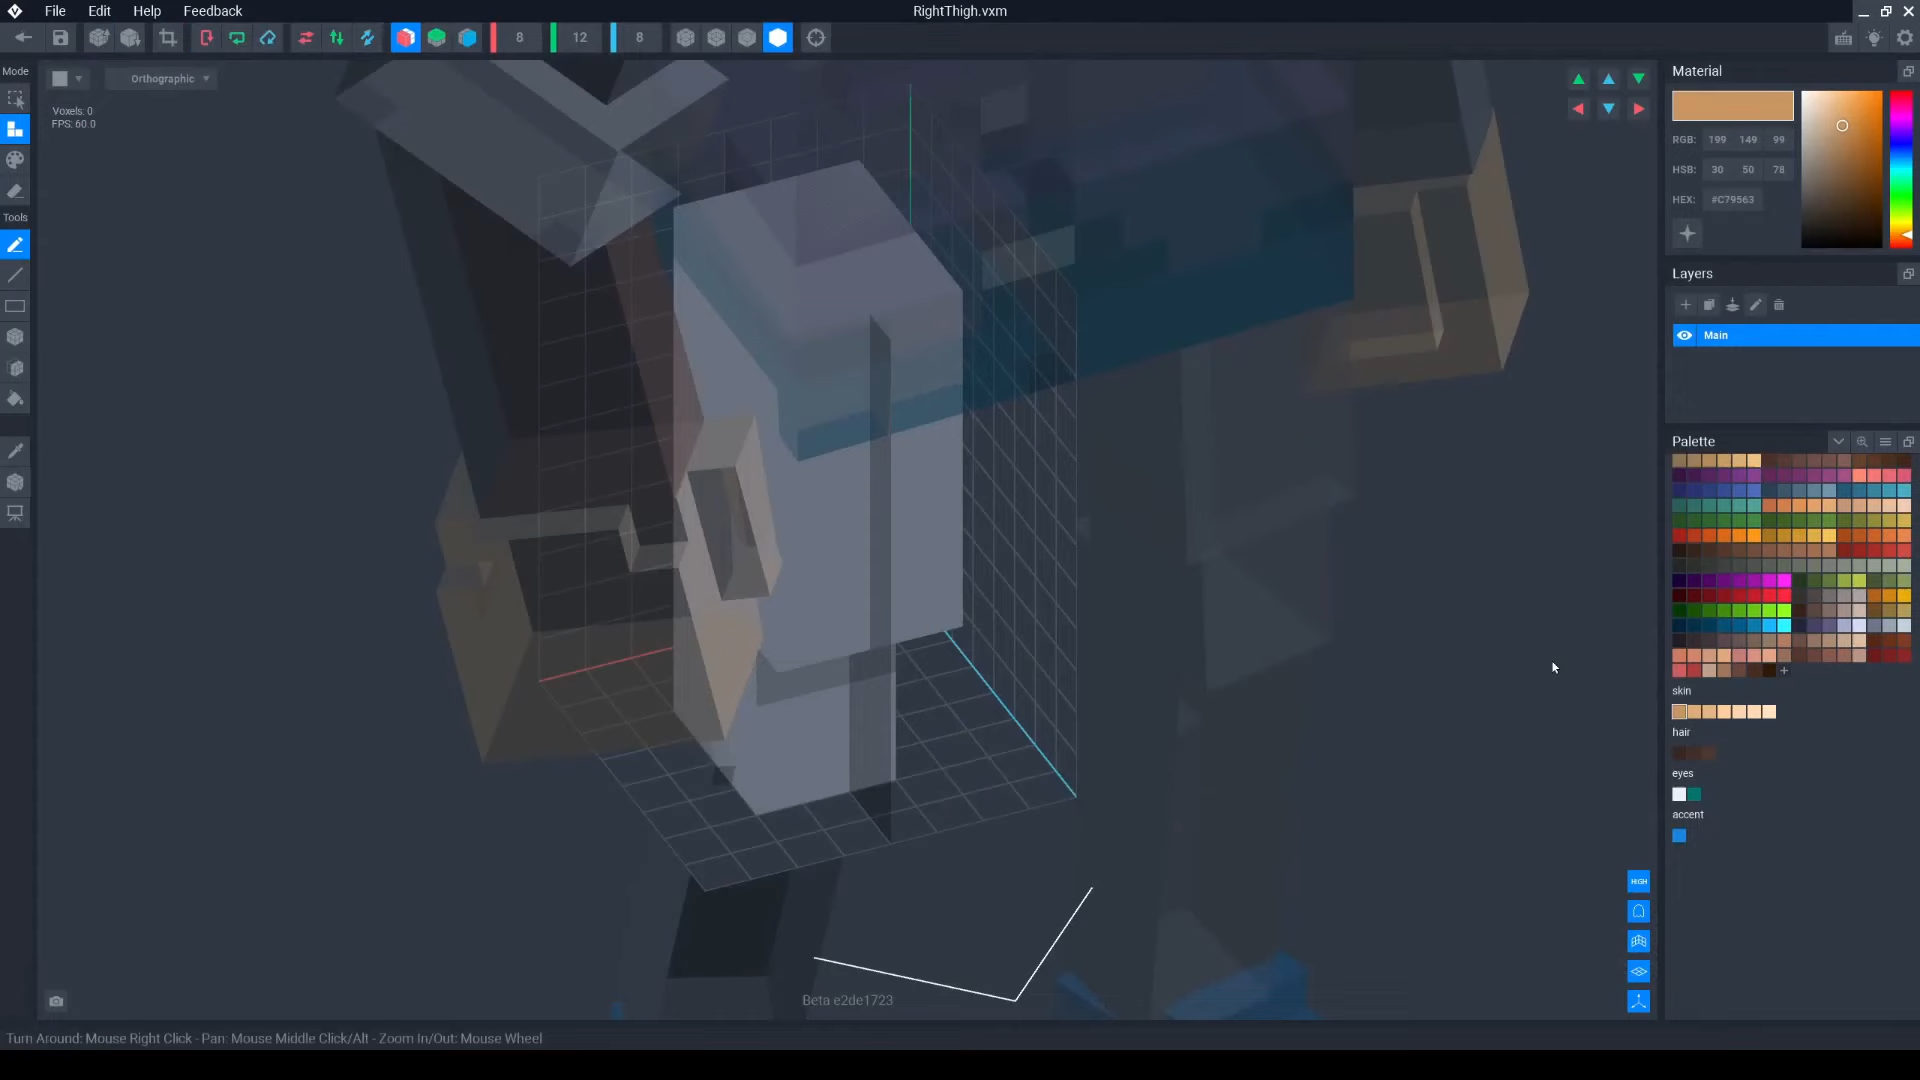 File Edit Help Feedback
RightThigh.vxm
8 12 8
Mode
Tools
Orthographic
Voxels: 0
FPS: 60.0
Material
RGB: 199 149 99
HSB: 30 50 78
HEX: #C79563
Layers
Main
Palette
skin
hair
eyes
accent
HIGH
Beta e2de1723
Turn Around: Mouse Right Click - Pan: Mouse Middle Click/Alt - Zoom In/Out: Mouse Wheel